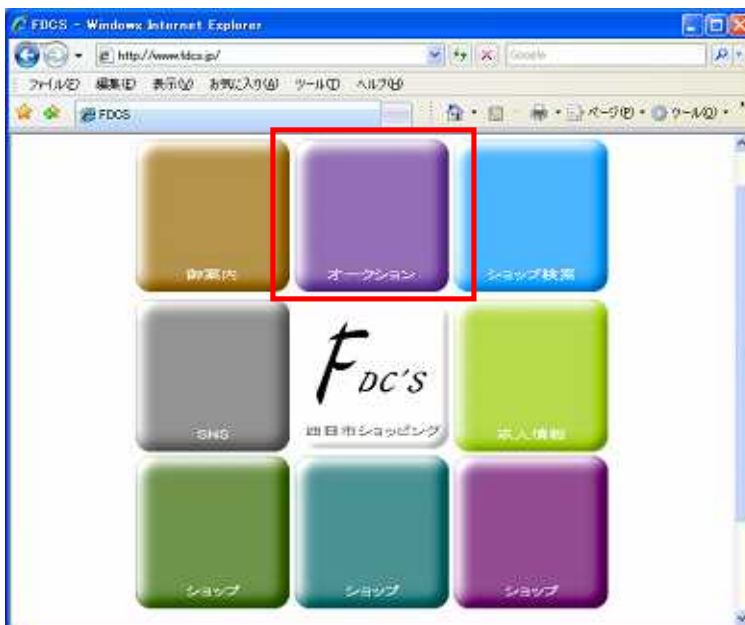 FDCS - Windows Internet Explorer
http://www.fdcs.jp/
Google
ファイル(F) 編集(E) 表示(V) お気に入り(A) ツール(T) ヘルプ(H)
FDCS
ページ(P) ツール(O)
御案内
オークション
ショップ検索
SNS
FDC'S
四日市ショッピング
求人情報
ショップ
ショップ
ショップ